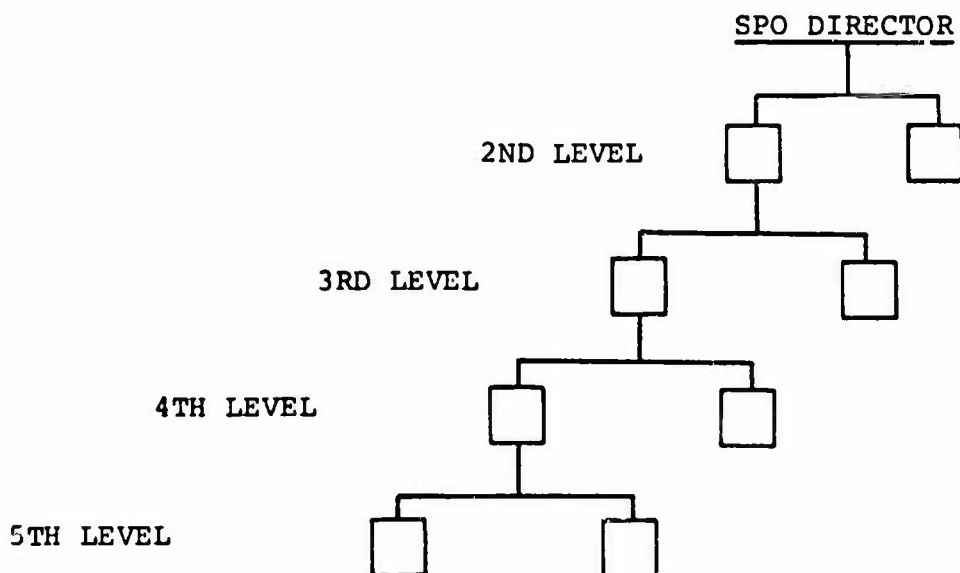 SPO DIRECTOR
2ND LEVEL
3RD LEVEL
4TH LEVEL
5TH LEVEL